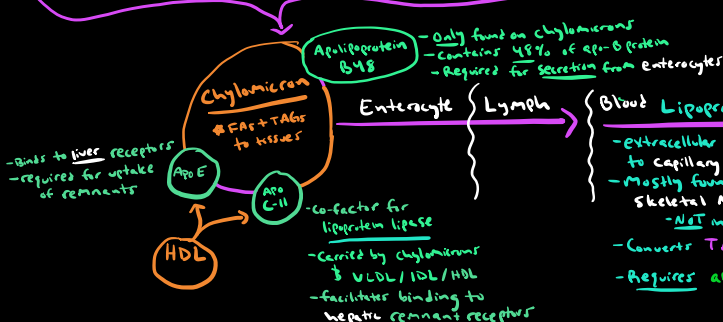 Apolipoprotein
B48
- Only found on chylomicrons
- Contains 48% of apo-B protein
- Required for secretion from enterocytes
Chylomicron
* FAs + TAGs
to tissues
Enterocyte
Lymph
Blood
- Binds to liver receptors
- required for uptake
of remnants
Apo E
Apo
C-II
HDL
- co-factor for
lipoprotein lipase
- Carried by chylomicrons
& VLDL/IDL/HDL
- facilitates binding to
hepatic remnant receptors
- extracellular
to capillary
- Mostly
skeletal
- NOT
- Converts
- Requires